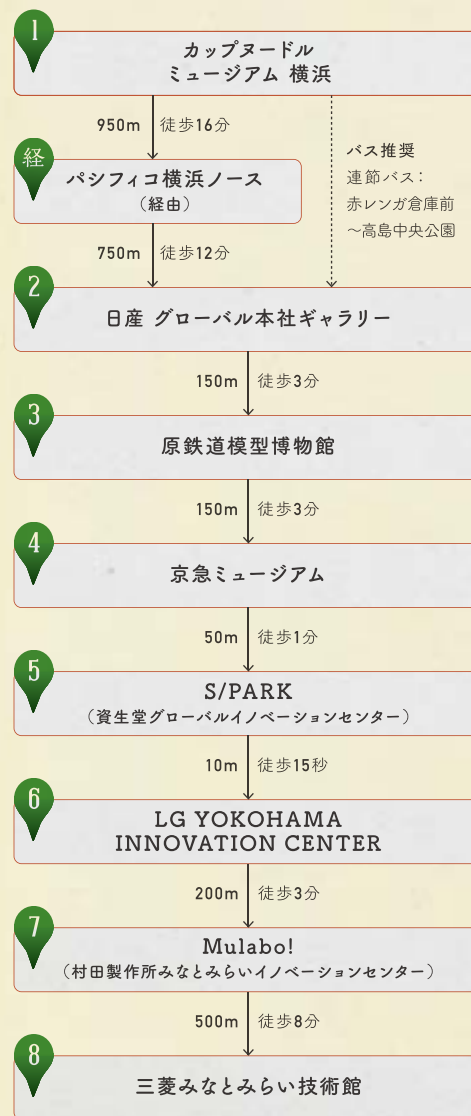 1
カップヌードル
ミュージアム 横浜
950m 徒歩16分
バス推奨
連節バス：
赤レンガ倉庫前
～高島中央公園
経
パシフィコ横浜ノース
（経由）
750m 徒歩12分
2
日産 グローバル本社ギャラリー
150m 徒歩3分
3
原鉄道模型博物館
150m 徒歩3分
4
京急ミュージアム
50m 徒歩1分
5
S/PARK
（資生堂グローバルイノベーションセンター）
10m 徒歩15秒
6
LG YOKOHAMA
INNOVATION CENTER
200m 徒歩3分
7
Mulabo!
（村田製作所みなとみらいイノベーションセンター）
500m 徒歩8分
8
三菱みなとみらい技術館